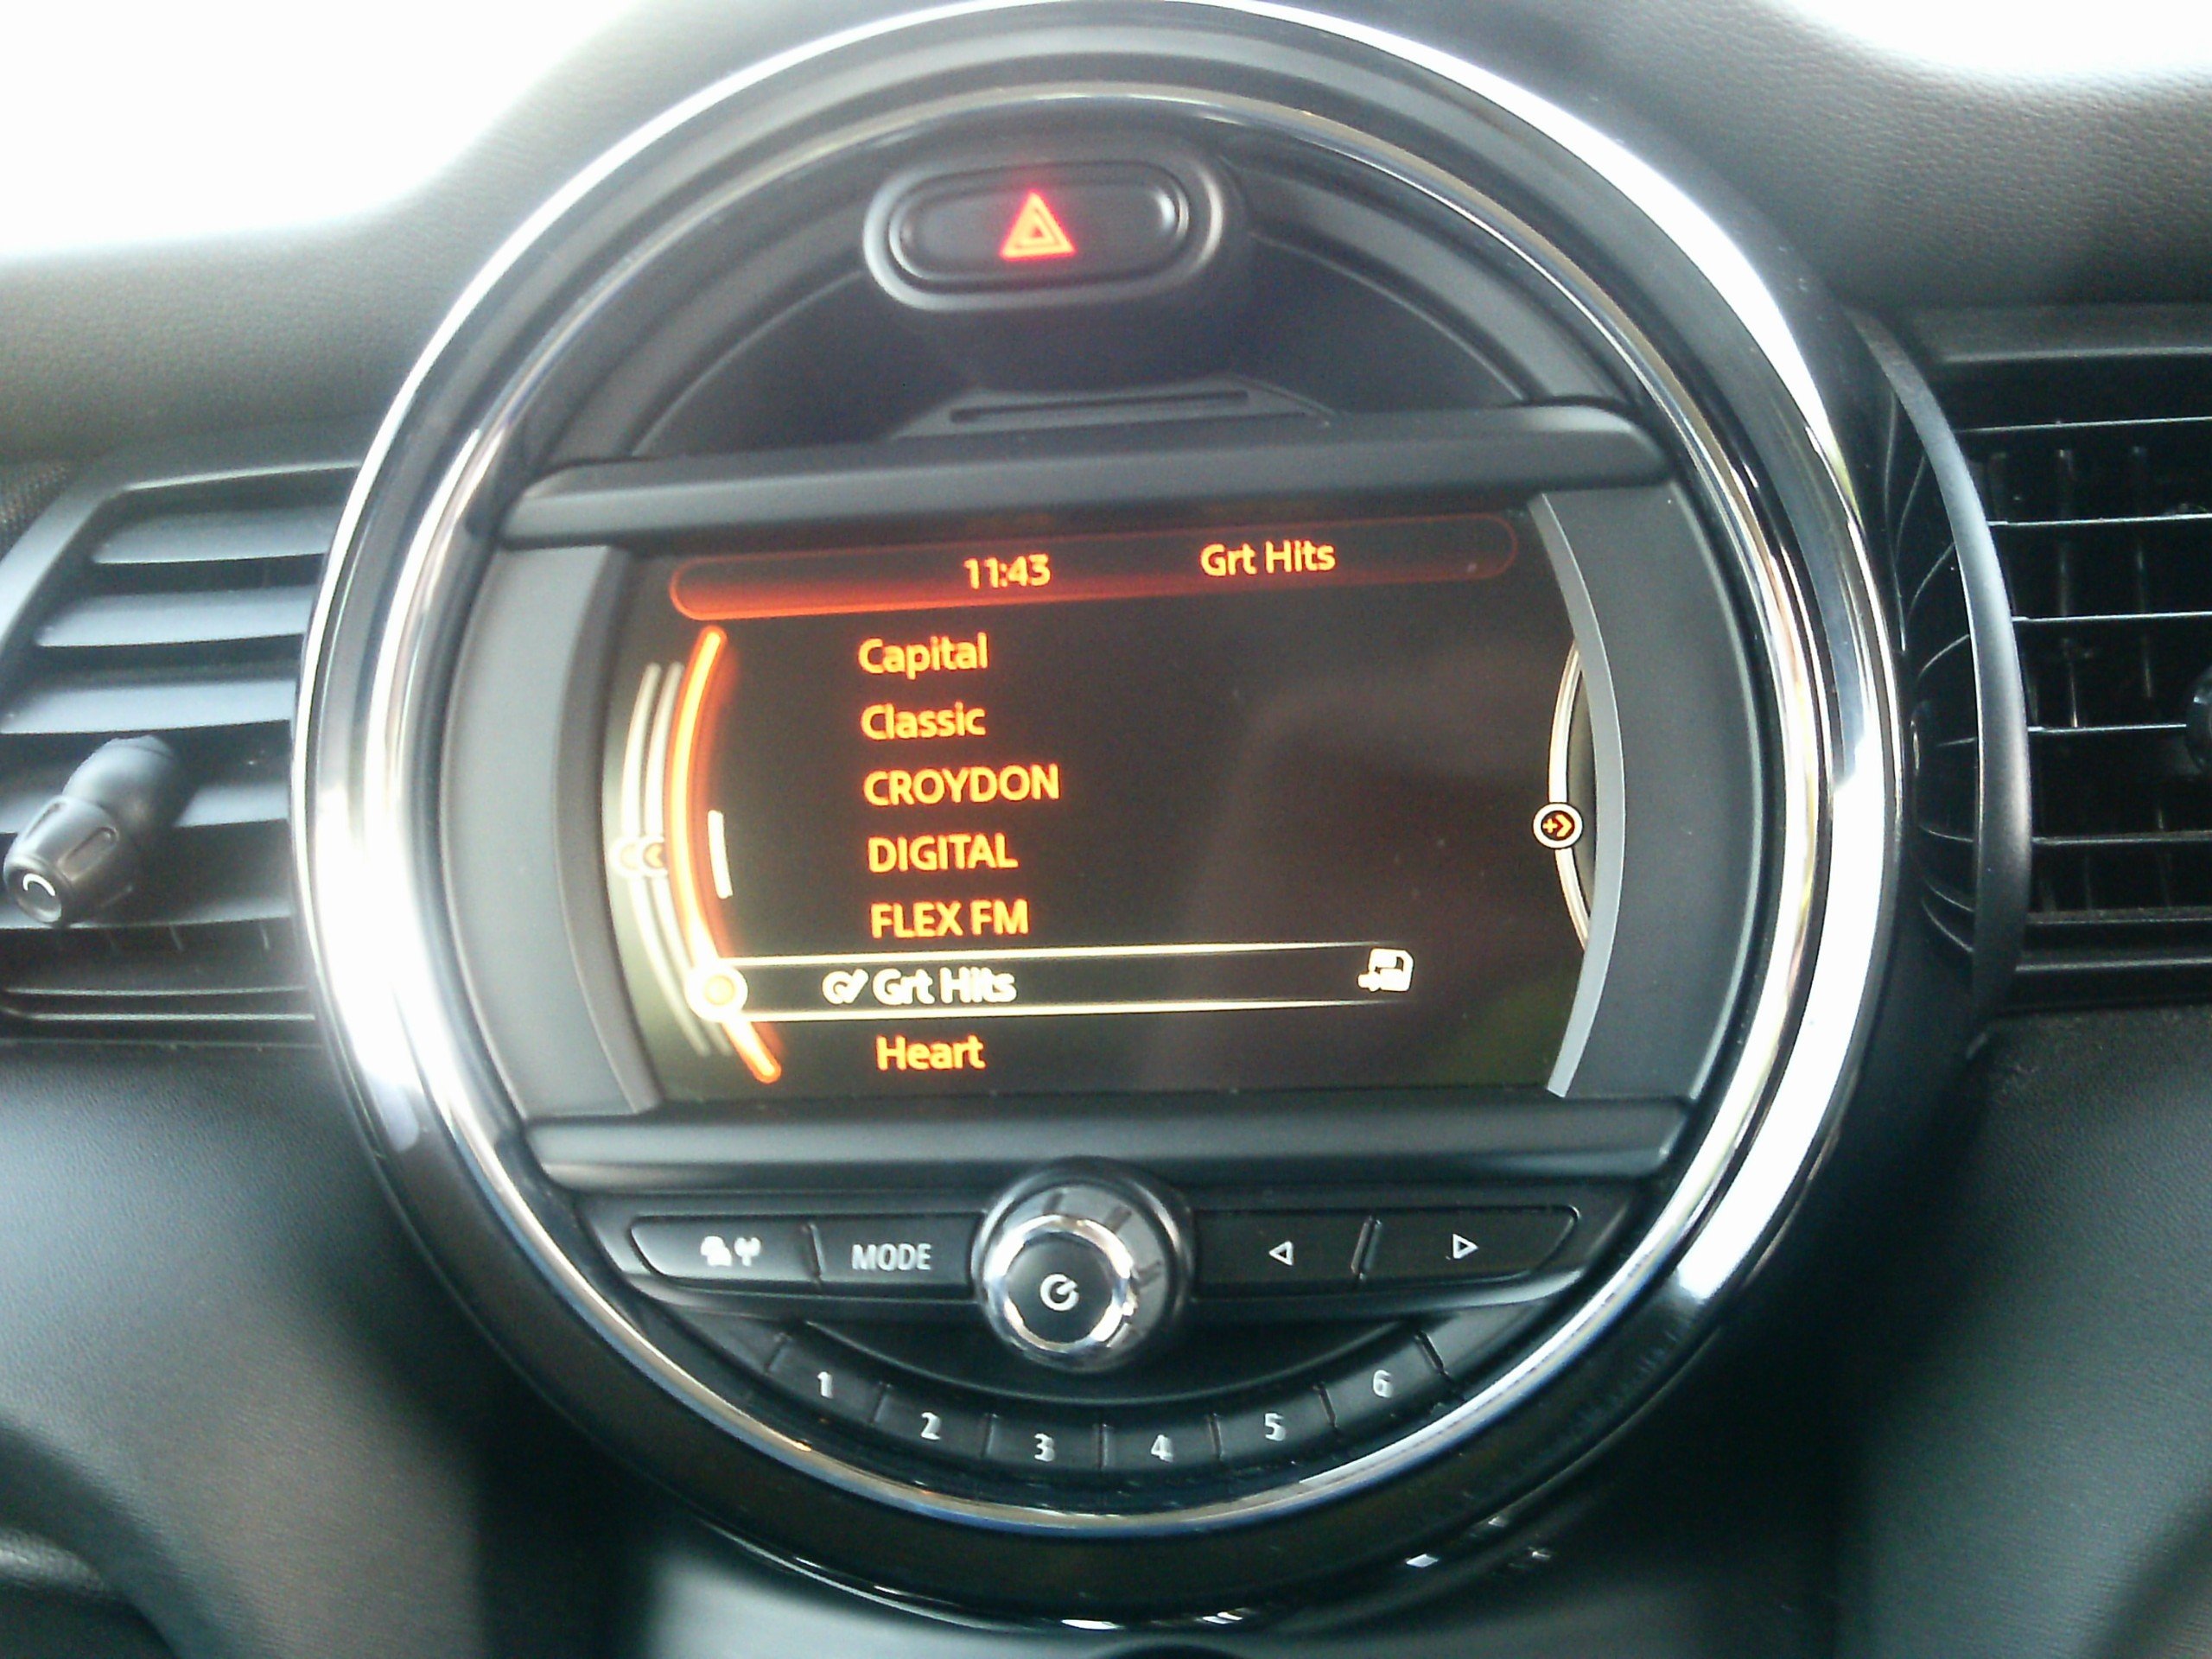 11:43 Grt Hits
Capital
Classic
CROYDON
DIGITAL
FLEX FM
Grt Hits
Heart
MODE
1 2 3 4 5 6